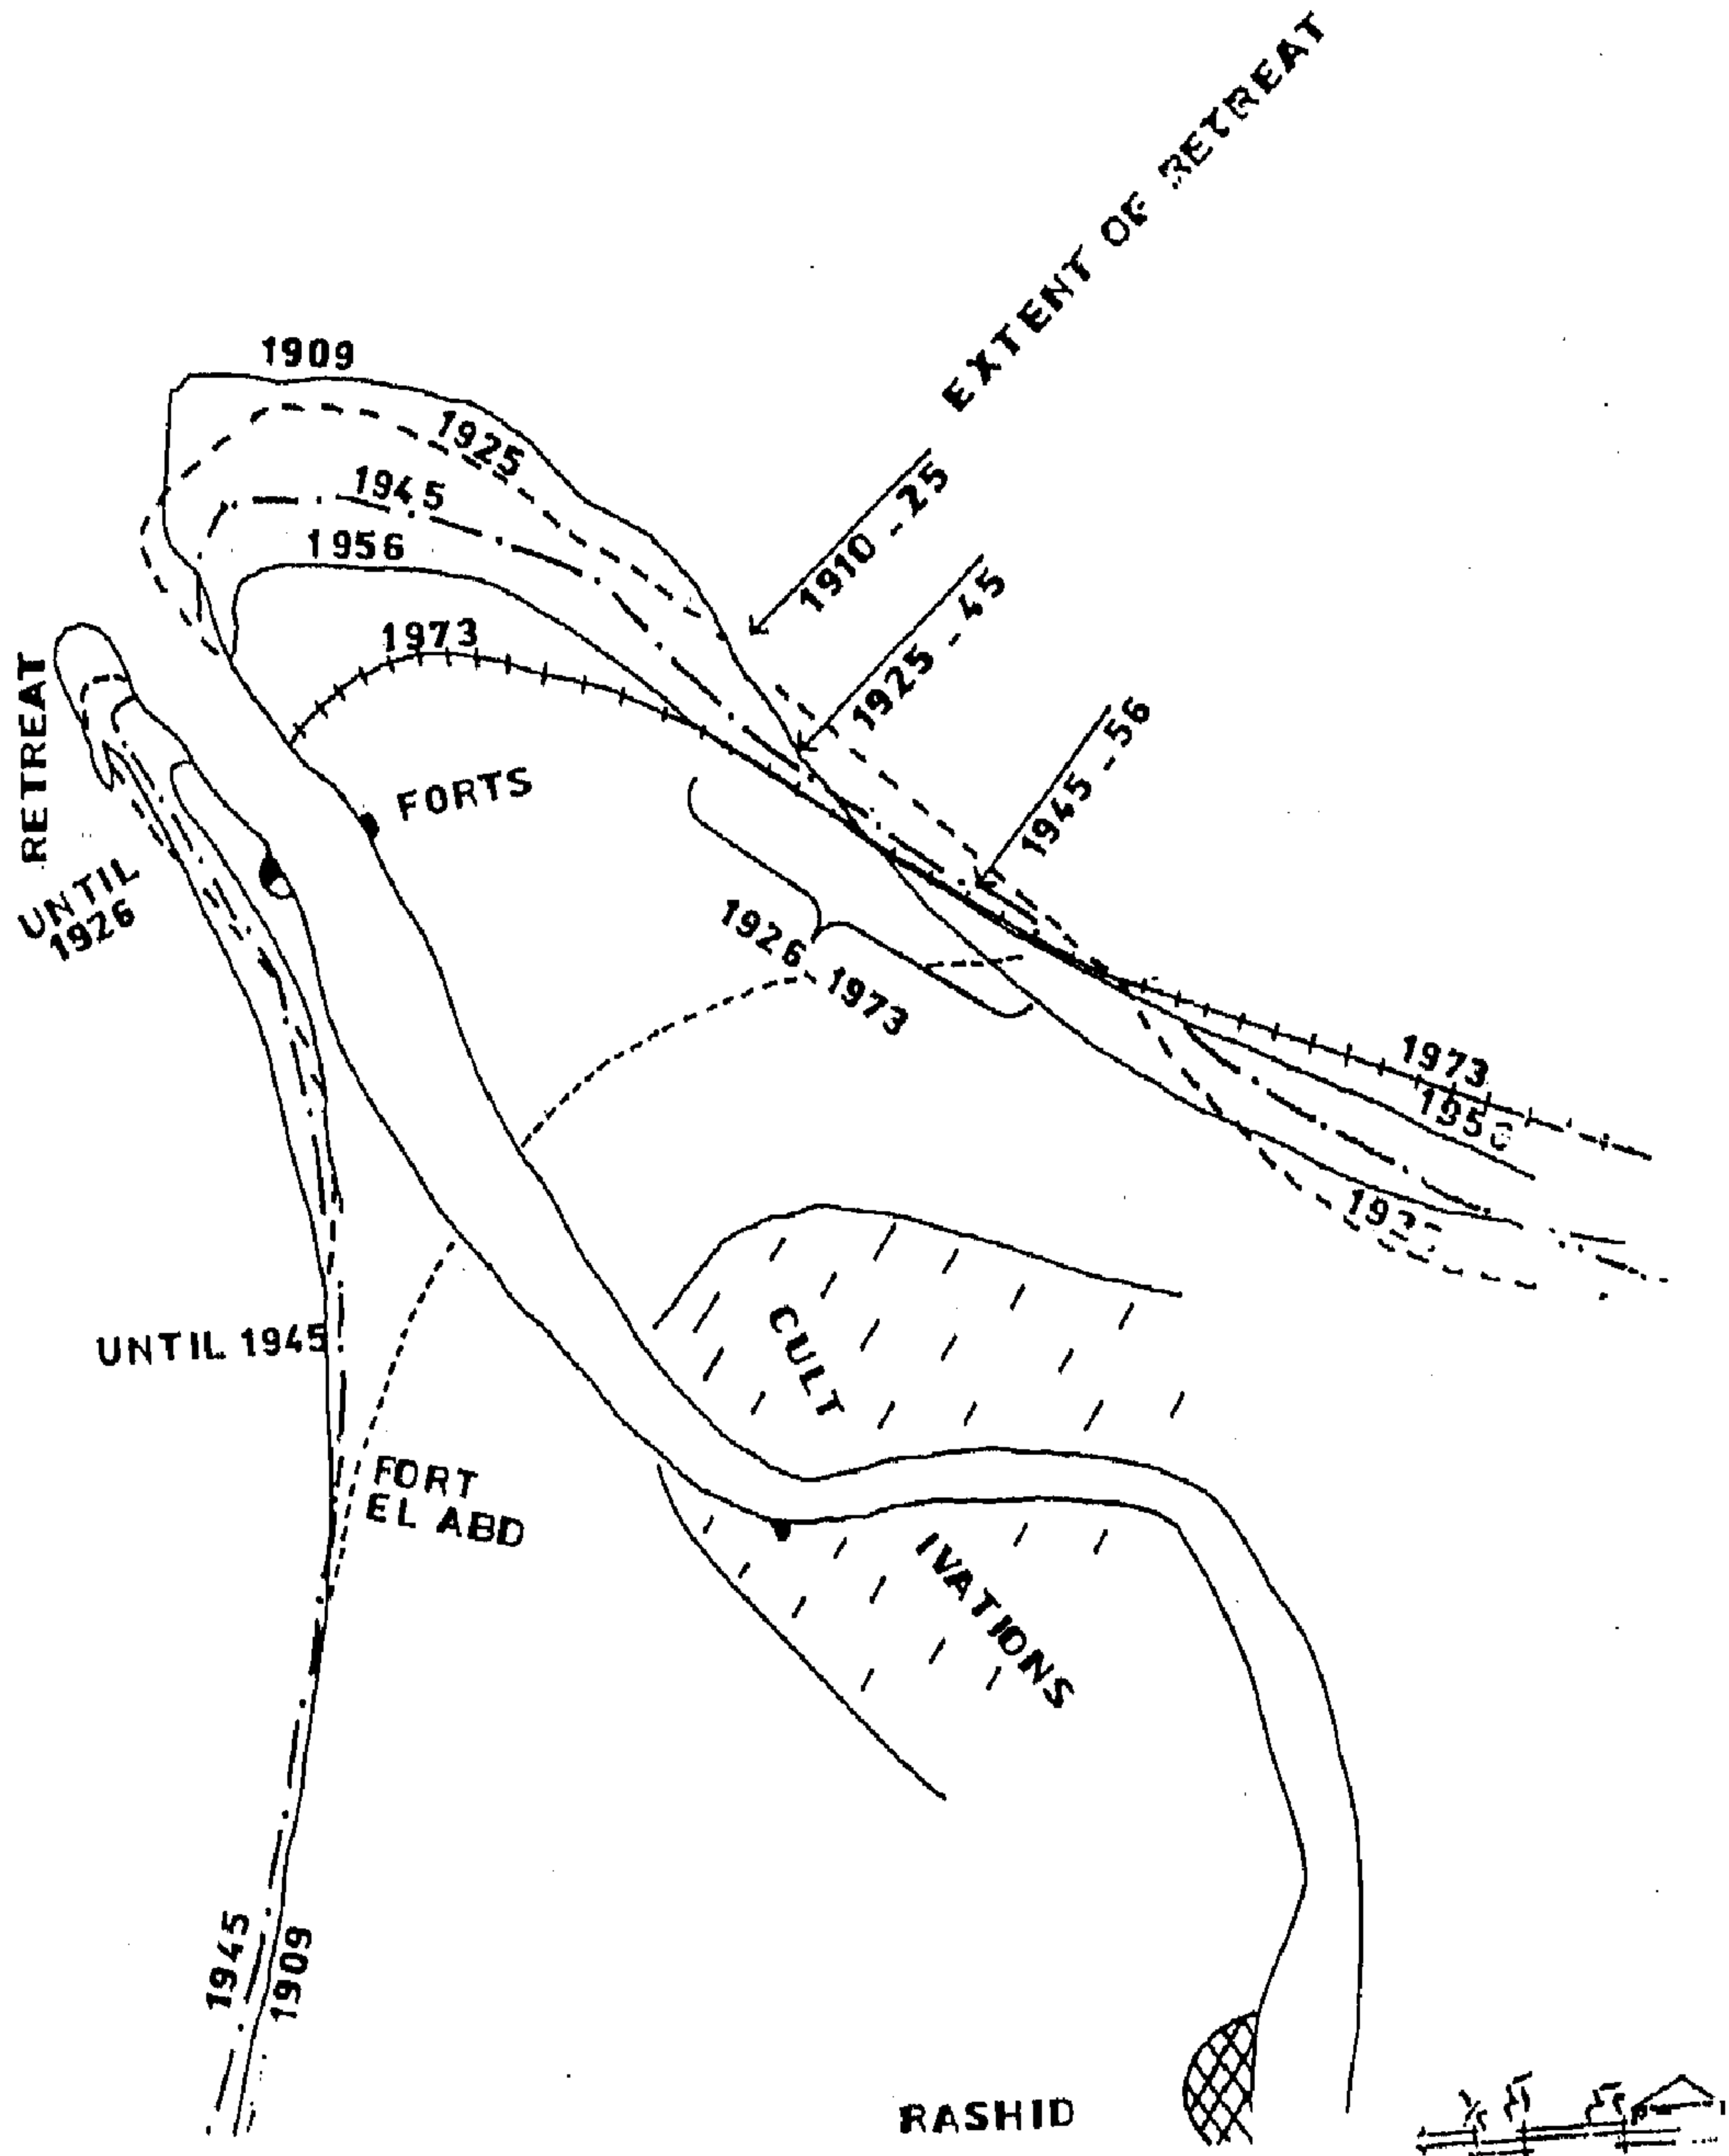 EXTENT OF RETREAT
1909
1925
1945
1956
1973
1910 - 25
1925 - 45
1945 - 56
RETREAT
UNTIL
1926
FORTS
1926 - 1973
1973
UNTIL 1945
CULT
IVATIONS
FORT
EL ABD
1945
1909
RASHID